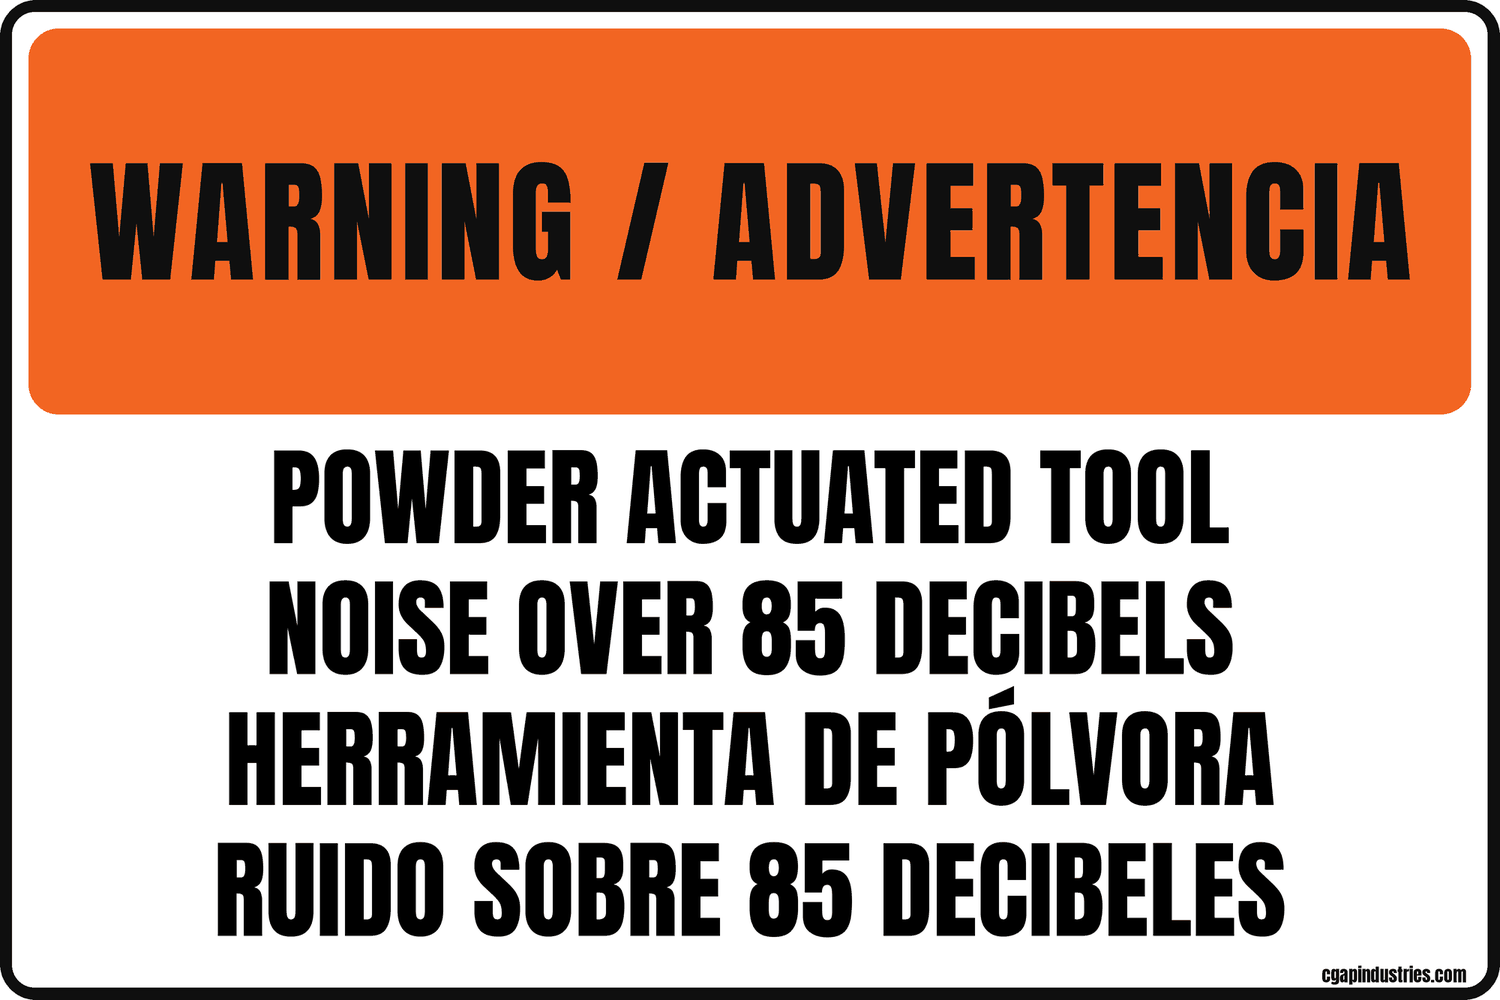 WARNING / ADVERTENCIA
POWDER ACTUATED TOOL
NOISE OVER 85 DECIBELS
HERRAMIENTA DE PÓLVORA
RUIDO SOBRE 85 DECIBELES
cgapindustries.com